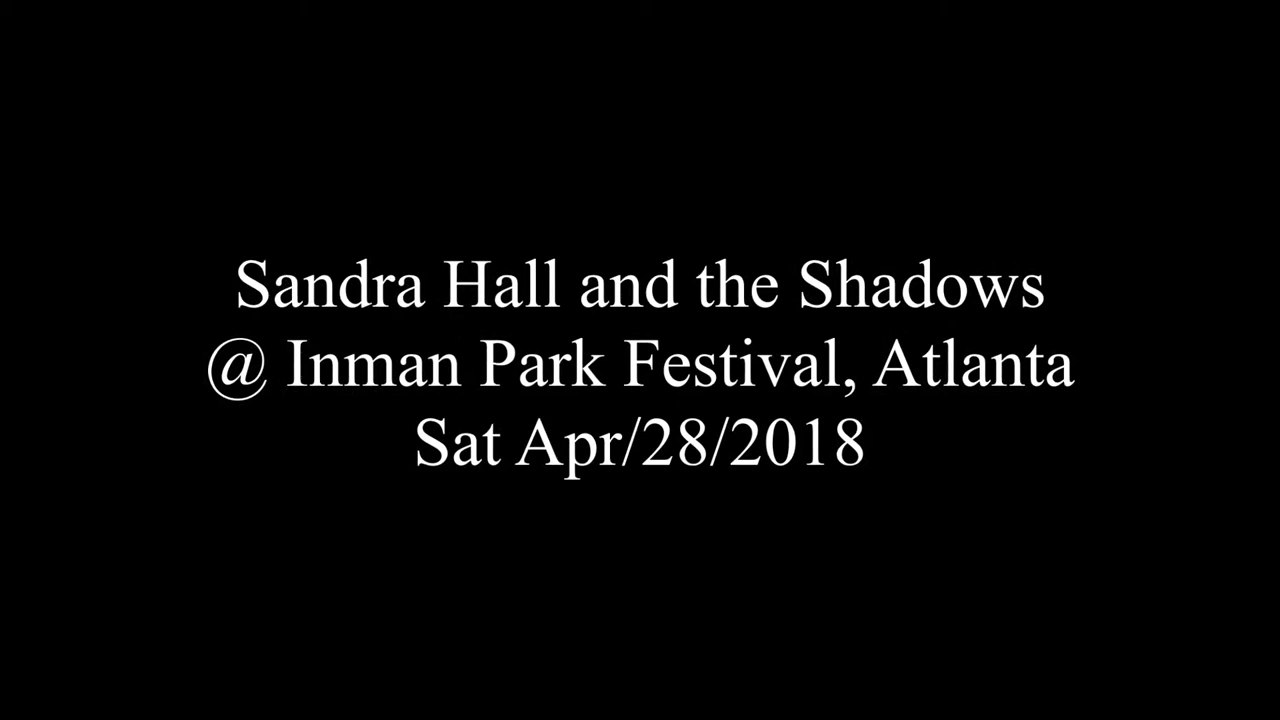 Sandra Hall and the Shadows
@ Inman Park Festival, Atlanta
Sat Apr/28/2018